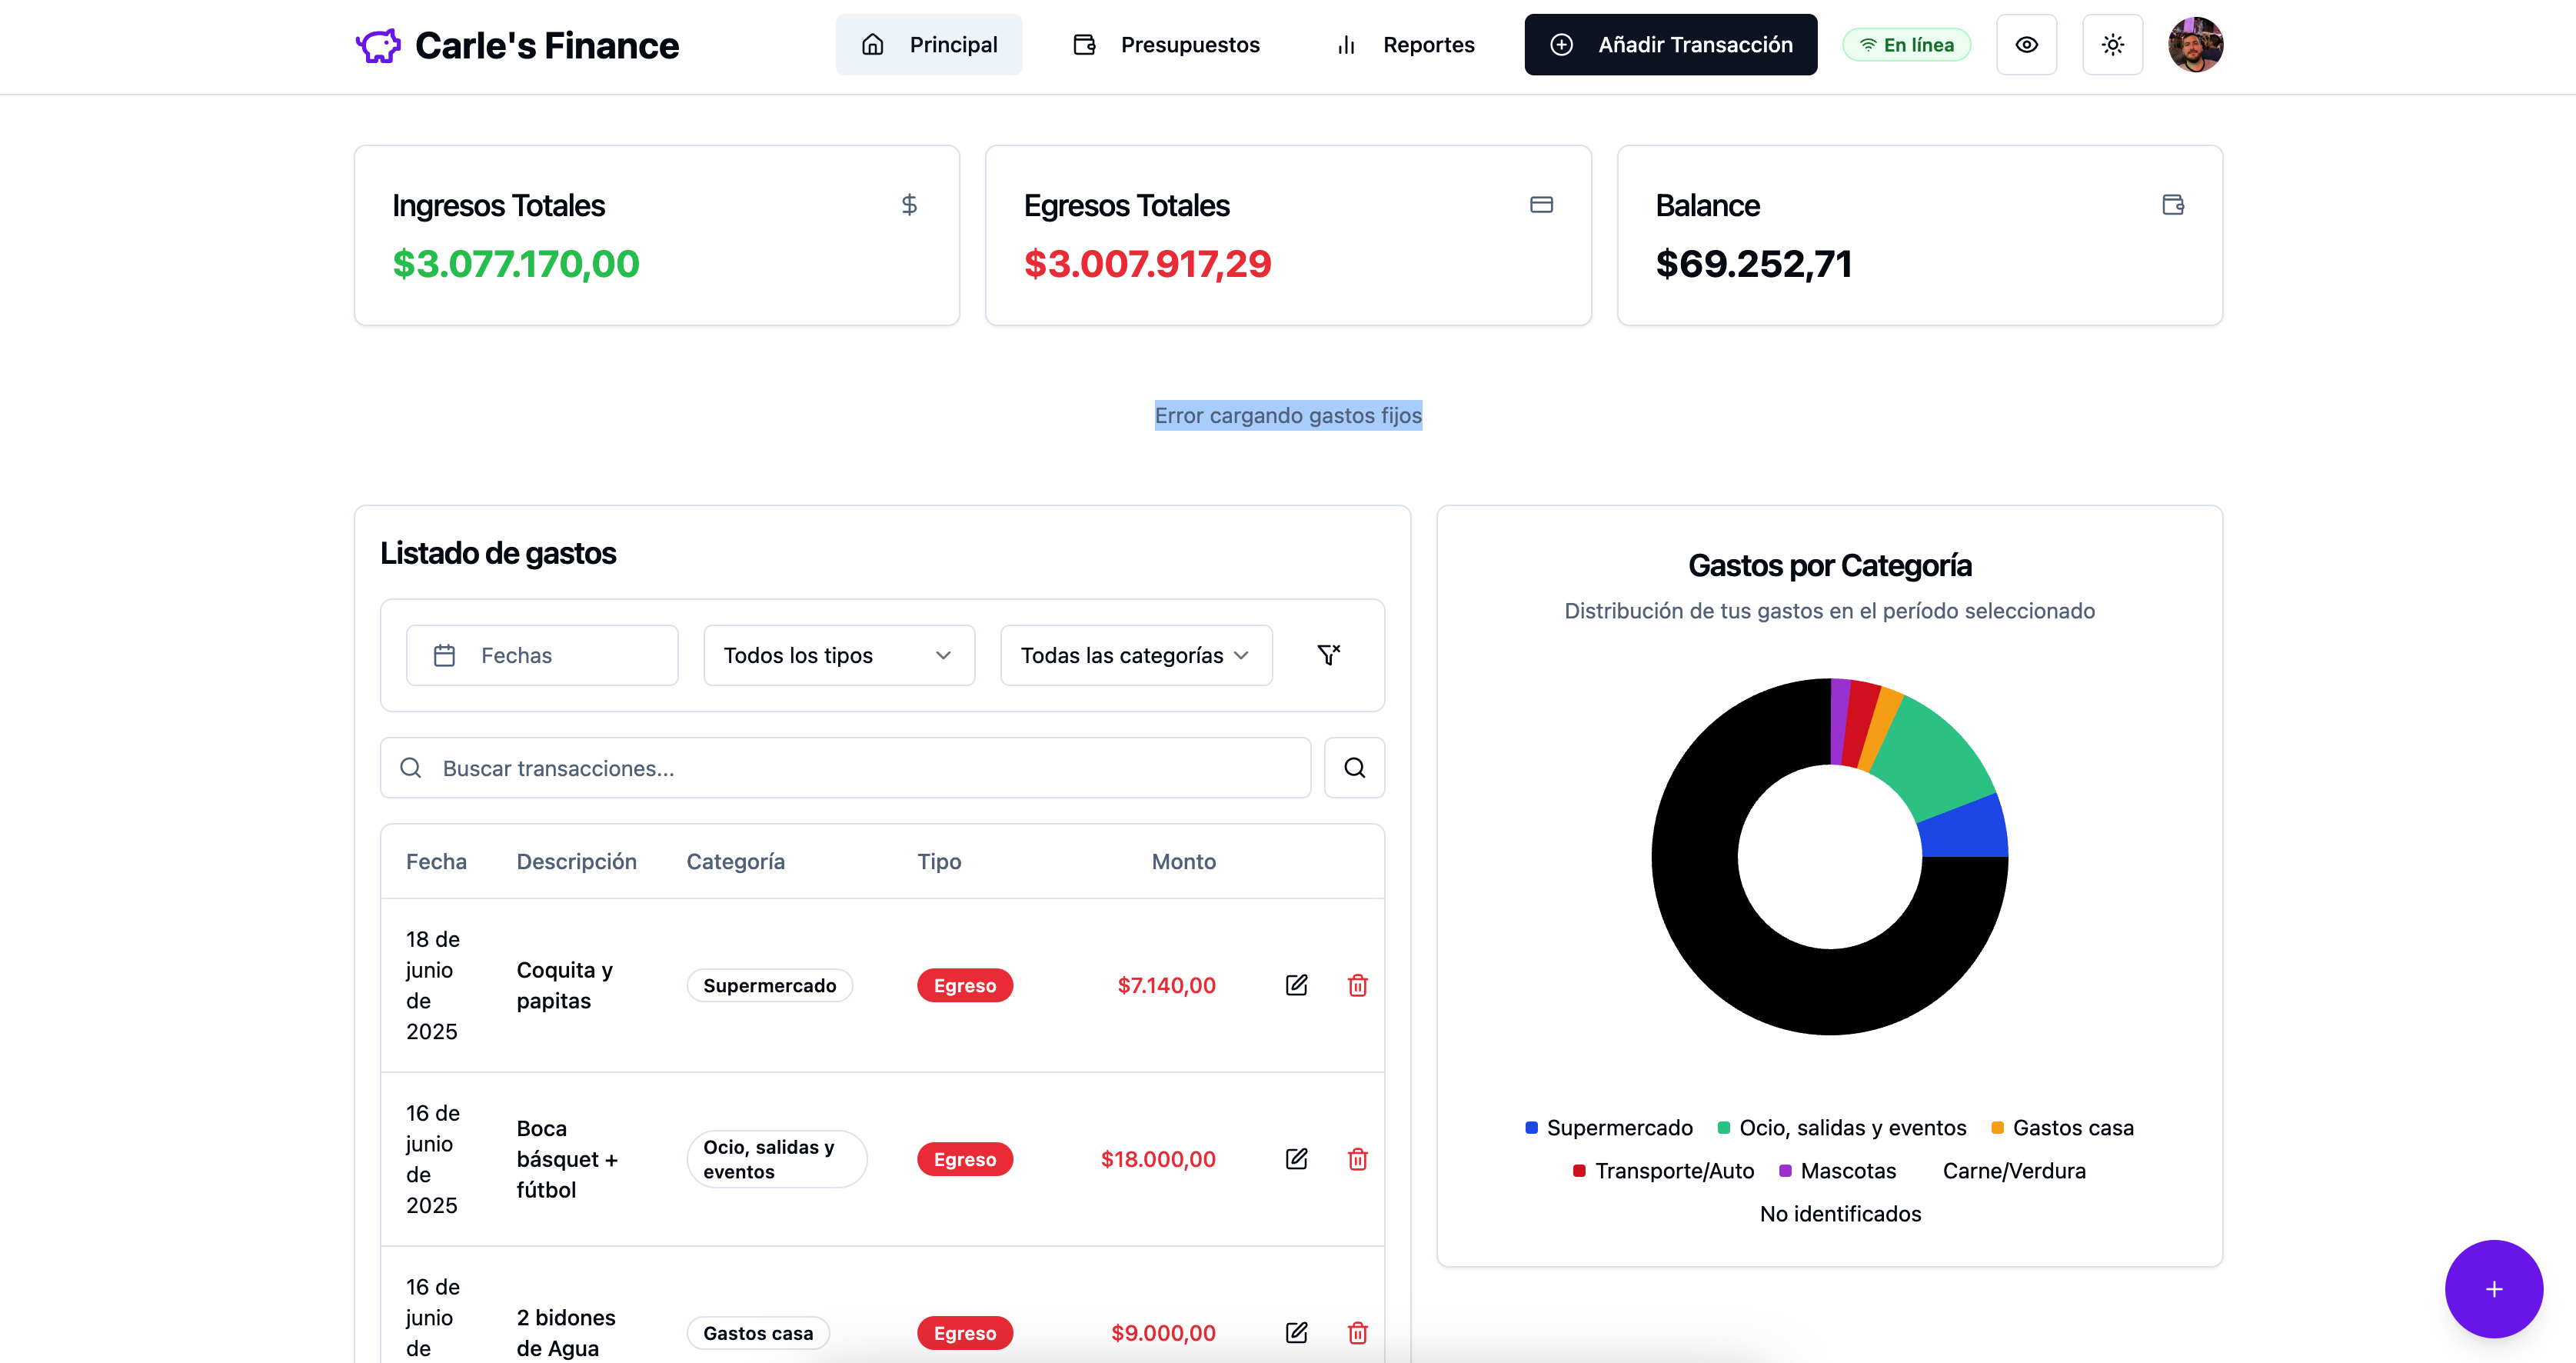 Carle's Finance
Principal
Presupuestos
Reportes
Añadir Transacción
En línea
Ingresos Totales
$3.077.170,00
Egresos Totales
$3.007.917,29
Balance
$69.252,71
Error cargando gastos fijos
Listado de gastos
Fechas
Todos los tipos
Todas las categorías
Buscar transacciones...
Fecha Descripción Categoría Tipo Monto
18 de
junio
de
2025
Coquita y
papitas
Supermercado
Egreso
$7.140,00
16 de
junio
de
2025
Boca
básquet +
fútbol
Ocio, salidas y
eventos
Egreso
$18.000,00
16 de
junio
de
2 bidones
de Agua
Gastos casa
Egreso
$9.000,00
Gastos por Categoría
Distribución de tus gastos en el período seleccionado
Supermercado Ocio, salidas y eventos Gastos casa
Transporte/Auto Mascotas Carne/Verdura
No identificados